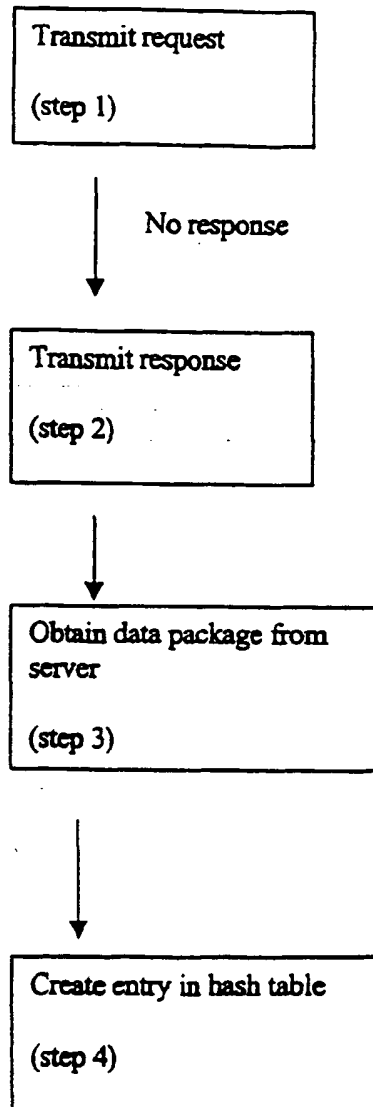 Transmit request
(step 1)
No response
Transmit response
(step 2)
Obtain data package from
server
(step 3)
Create entry in hash table
(step 4)